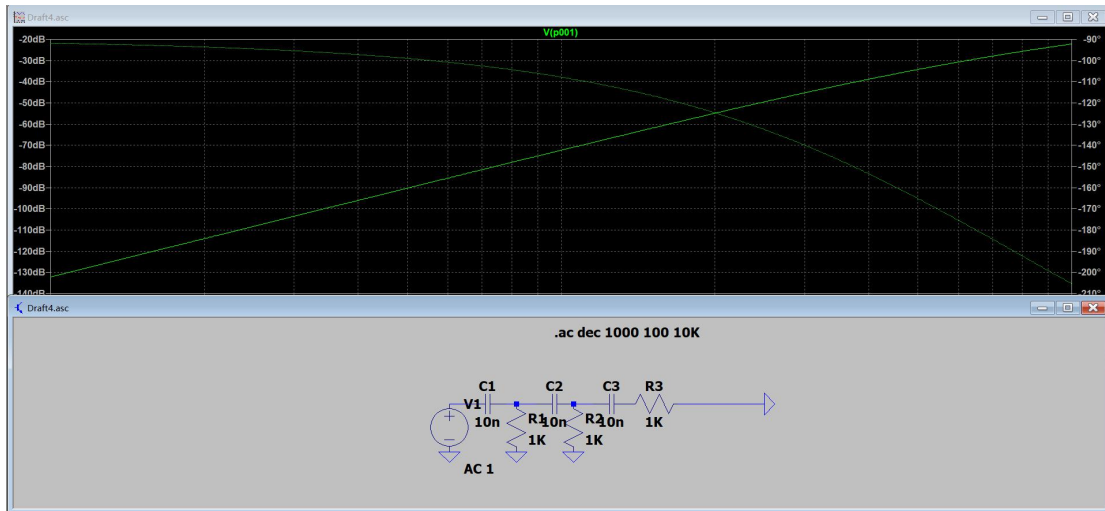 Draft4.asc
V(p001)
-20dB
-30dB
-40dB
-50dB
-60dB
-70dB
-80dB
-90dB
-100dB
-110dB
-120dB
-130dB
-140dB
-90°
-100°
-110°
-120°
-130°
-140°
-150°
-160°
-170°
-180°
-190°
-200°
-210°
Draft4.asc
.ac dec 1000 100 10K
C1 C2 C3 R3
V1
10n R1 10n R2 10n 1K
1K 1K
AC 1